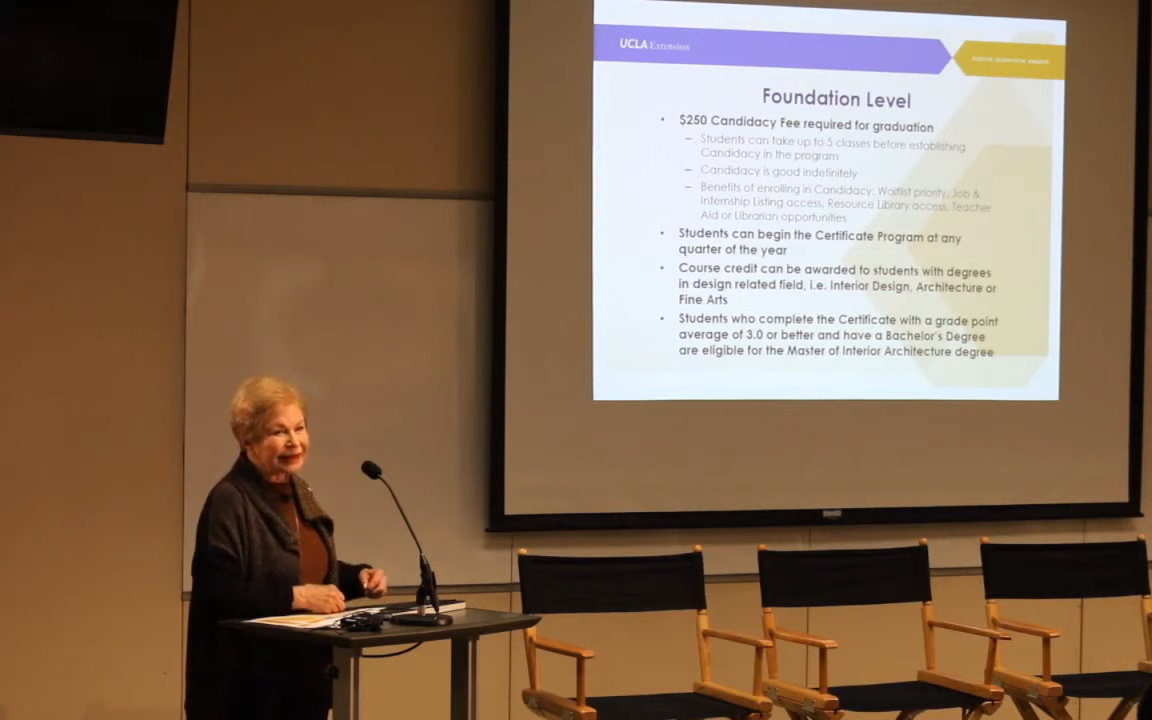 UCLA Extension
Foundation Level
• $250 Candidacy Fee required for graduation
– Students can take up to 5 classes before establishing
Candidacy in the program
– Candidacy is good indefinitely
– Benefits of enrolling in Candidacy: Waitlist priority, Job &
Internship Listing access, Resource Library access, Teacher
Aid or Librarian opportunities
• Students can begin the Certificate Program at any
quarter of the year
• Course credit can be awarded to students with degrees
in design related field, i.e. Interior Design, Architecture or
Fine Arts
• Students who complete the Certificate with a grade point
average of 3.0 or better and have a Bachelor's Degree
are eligible for the Master of Interior Architecture degree